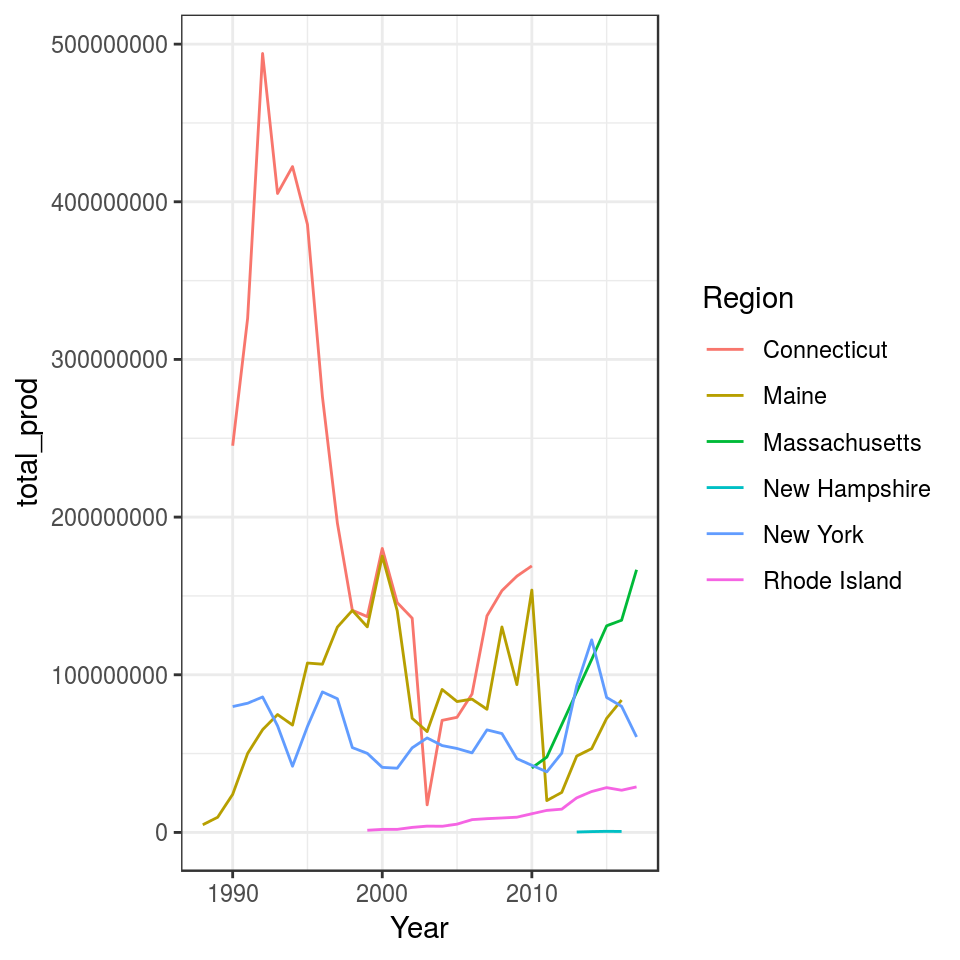 500000000
400000000
300000000
200000000
100000000
0
total_prod
1990 2000 2010
Year
Region
Connecticut
Maine
Massachusetts
New Hampshire
New York
Rhode Island